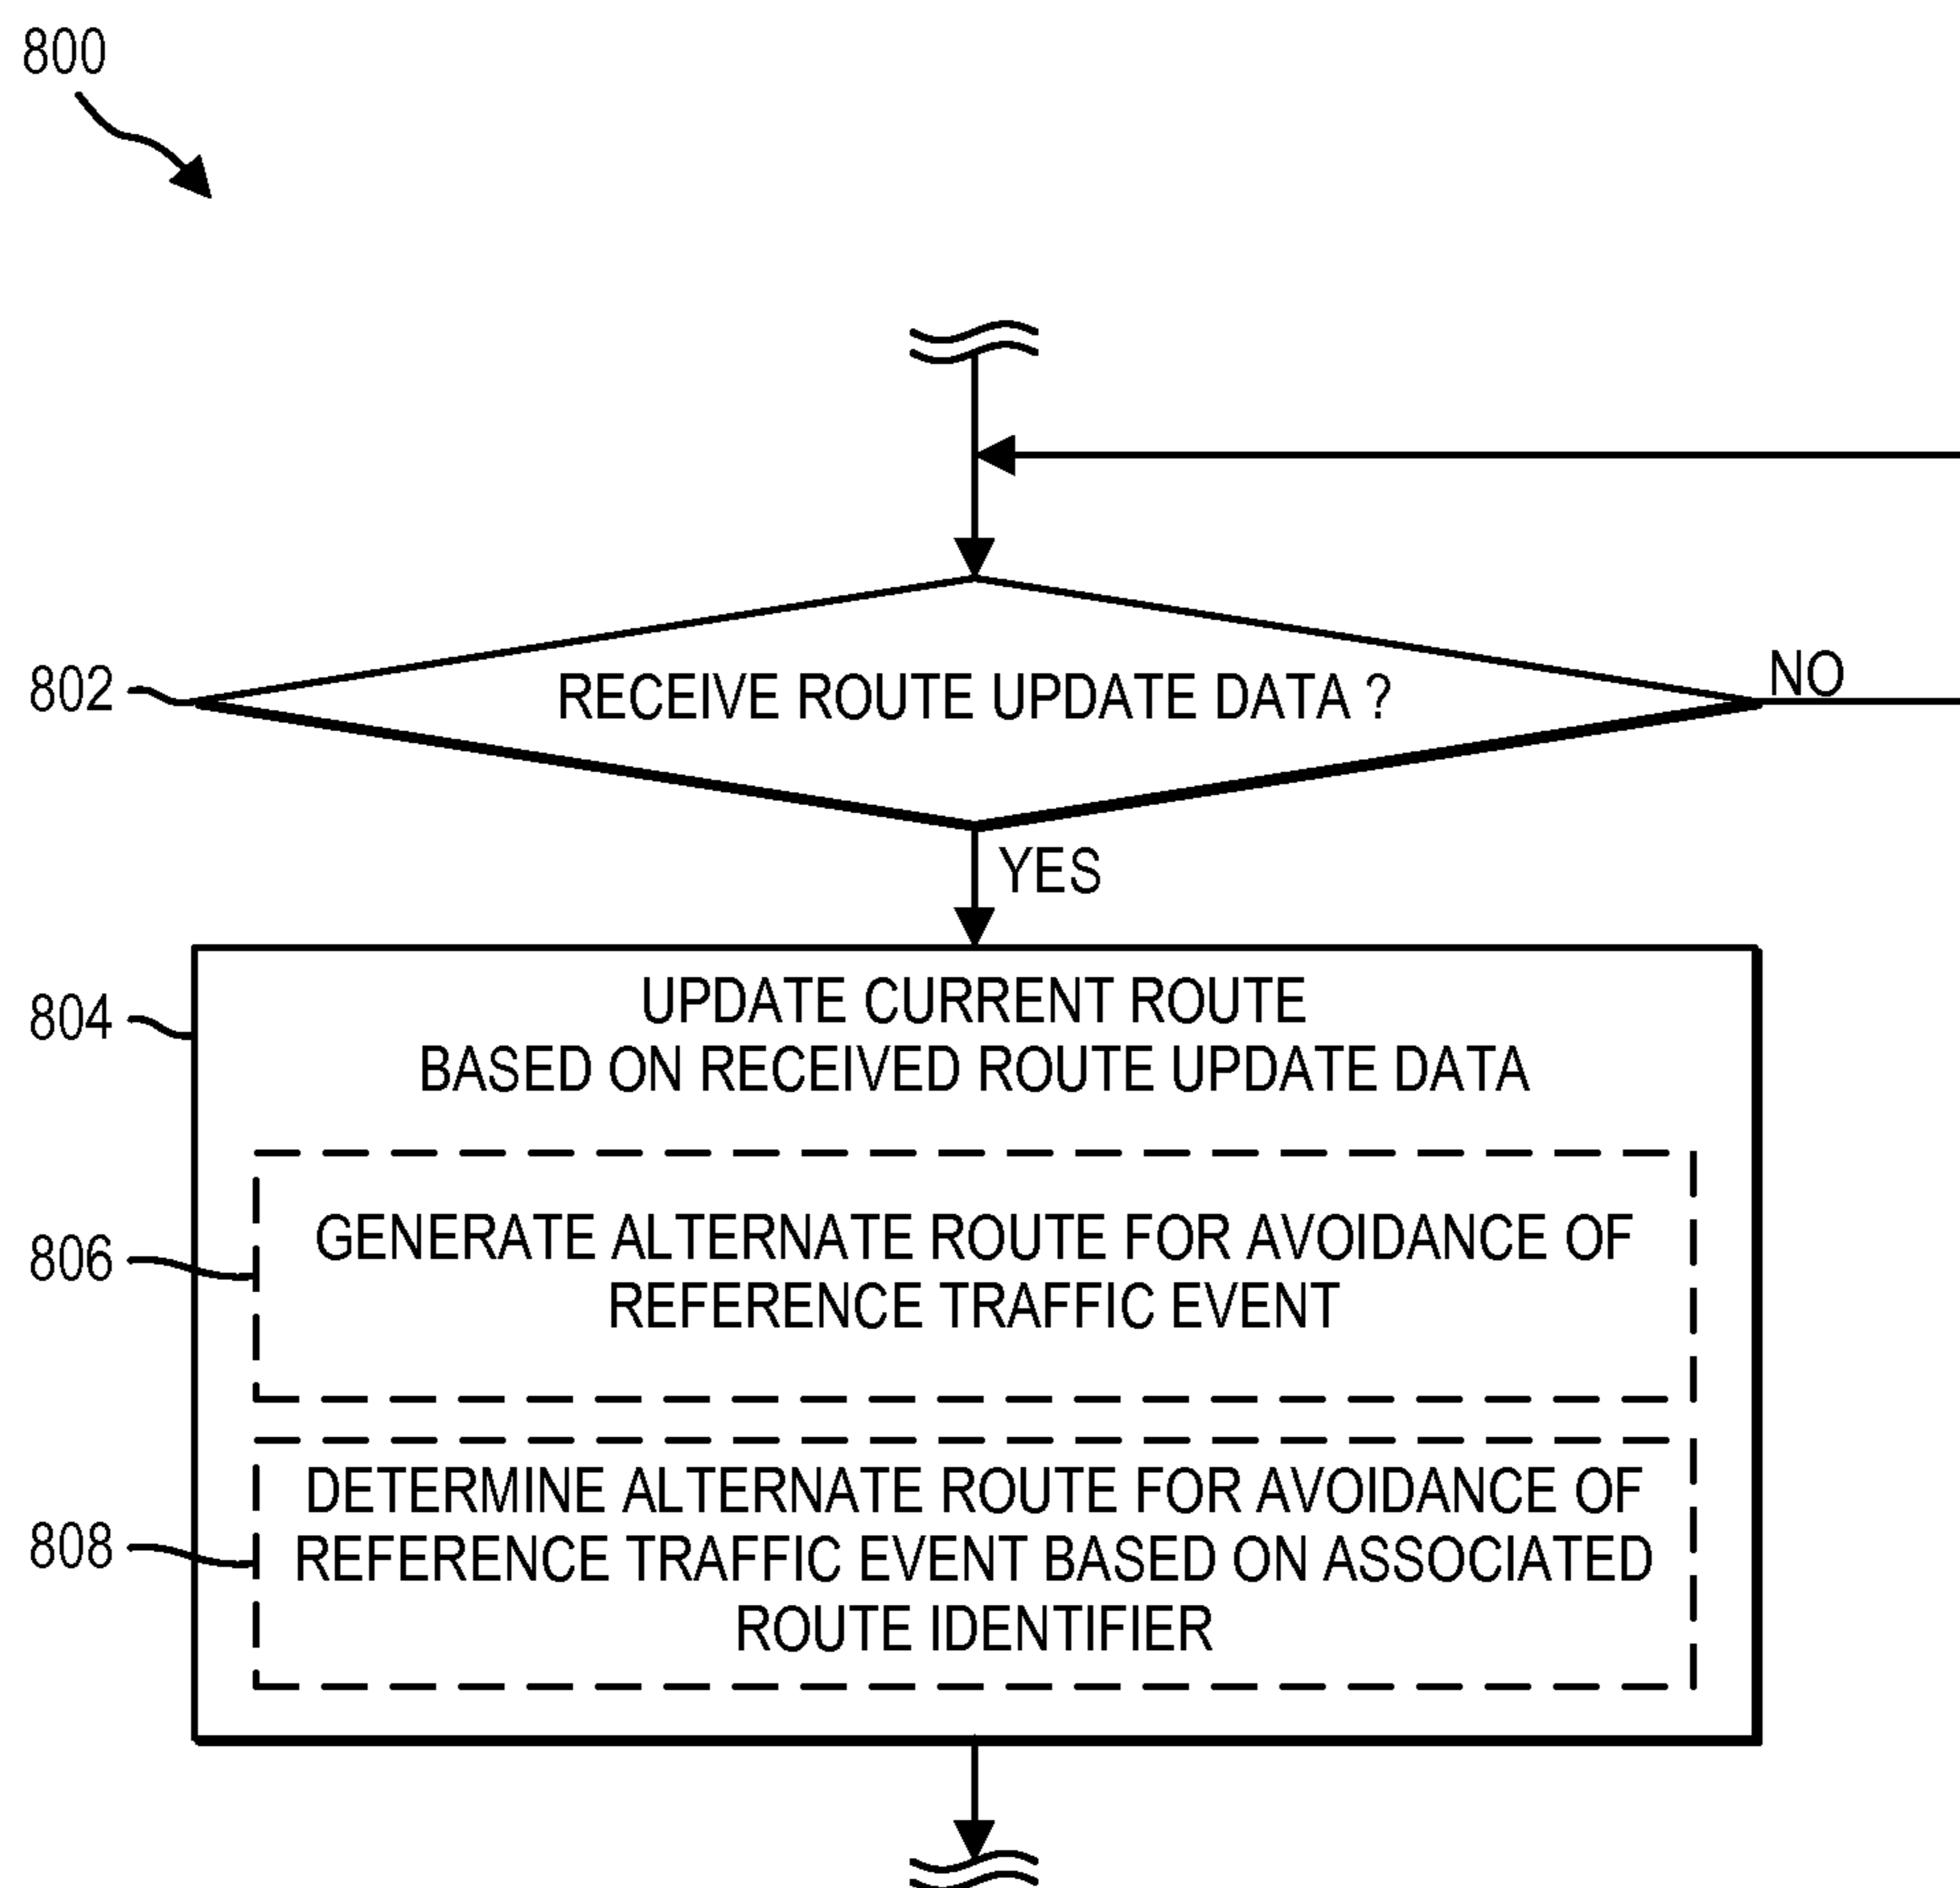 800
802
RECEIVE ROUTE UPDATE DATA ?
NO
YES
804
UPDATE CURRENT ROUTE
BASED ON RECEIVED ROUTE UPDATE DATA
806
GENERATE ALTERNATE ROUTE FOR AVOIDANCE OF
REFERENCE TRAFFIC EVENT
808
DETERMINE ALTERNATE ROUTE FOR AVOIDANCE OF
REFERENCE TRAFFIC EVENT BASED ON ASSOCIATED
ROUTE IDENTIFIER